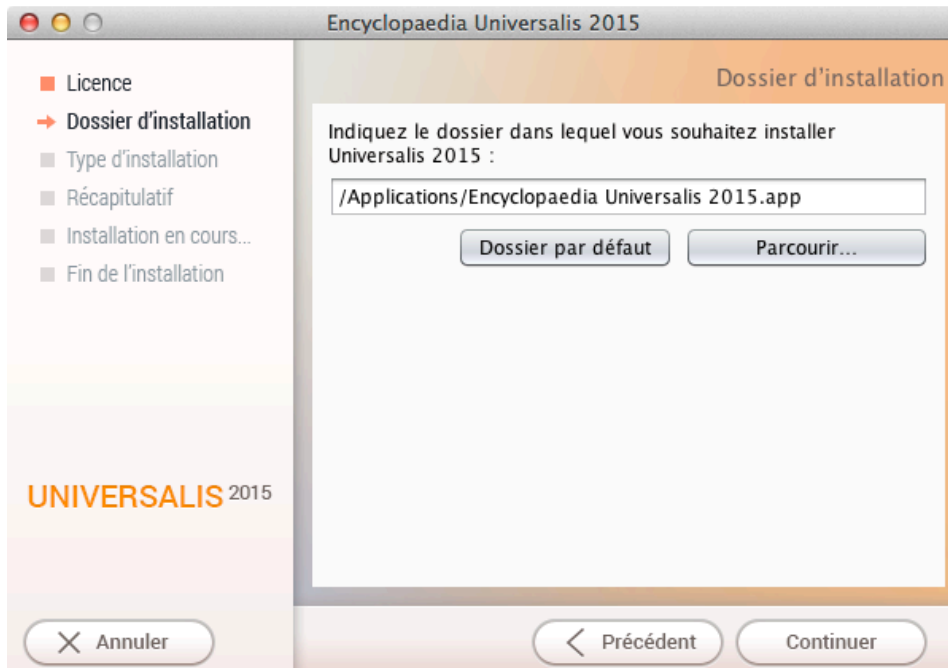 Encyclopaedia Universalis 2015
Licence
Dossier d'installation
Type d'installation
Récapitulatif
Installation en cours...
Fin de l'installation
UNIVERSALIS 2015
Dossier d'installation
Indiquez le dossier dans lequel vous souhaitez installer
Universalis 2015 :
/Applications/Encyclopaedia Universalis 2015.app
Dossier par défaut
Parcourir...
Annuler
Précédent
Continuer